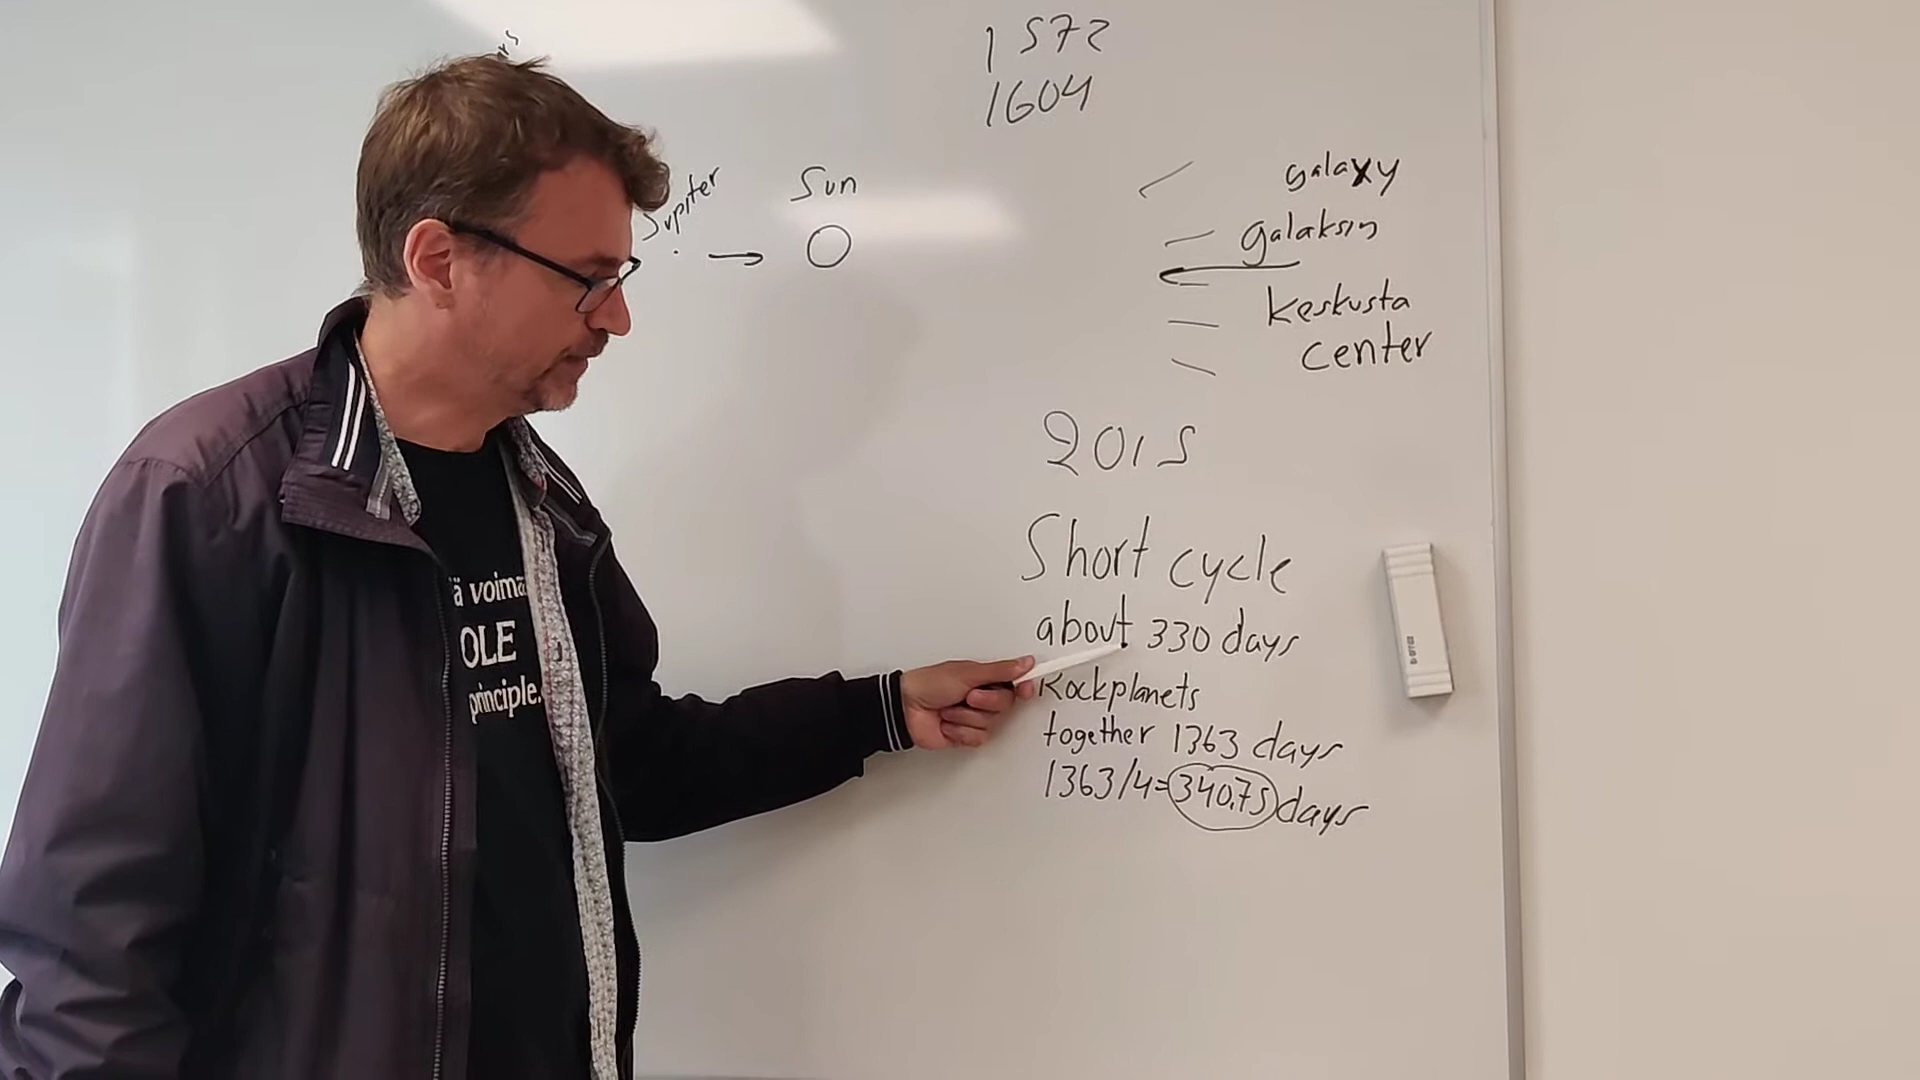 1572
1604
Jupiter
Sun
galaxy
galaksin
keskusta
center
2015
Short cycle
about 330 days
Rockplanets
together 1363 days
1363/4=340,75 days
ä voima
OLE
principle.